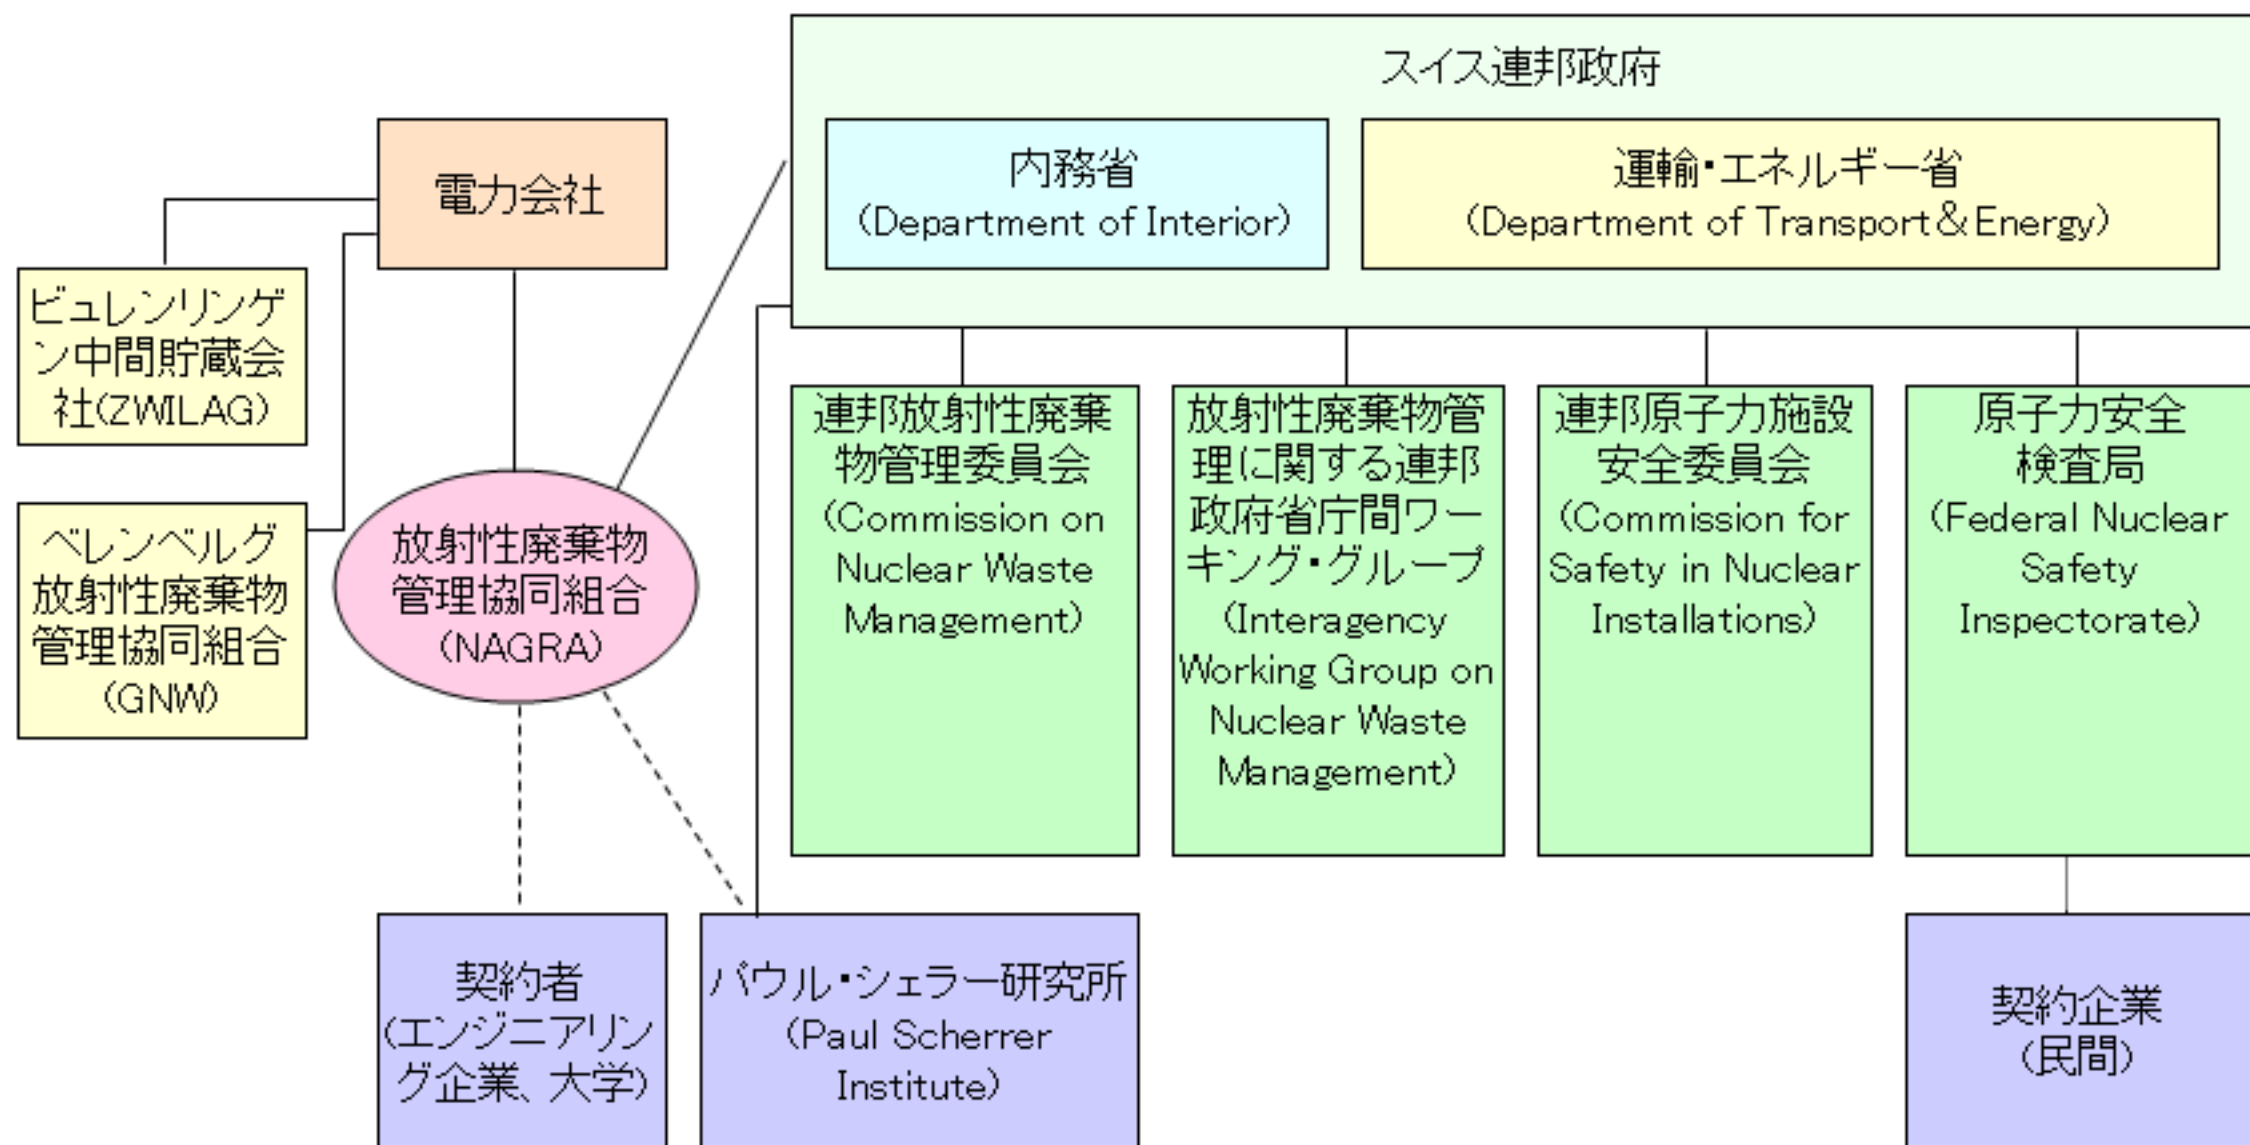 スイス連邦政府
内務省
(Department of Interior)
運輸・エネルギー省
(Department of Transport&Energy)
電力会社
ビュレンリンゲ
ン中間貯蔵会
社(ZWILAG)
ベレンベルグ
放射性廃棄物
管理協同組合
(GNW)
放射性廃棄物
管理協同組合
(NAGRA)
連邦放射性廃棄
物管理委員会
(Commission on
Nuclear Waste
Management)
放射性廃棄物管
理に関する連邦
政府省庁間ワー
キング・グループ
(Interagency
Working Group on
Nuclear Waste
Management)
連邦原子力施設
安全委員会
(Commission for
Safety in Nuclear
Installations)
原子力安全
検査局
(Federal Nuclear
Safety
Inspectorate)
契約者
(エンジニアリン
グ企業、大学)
パウル・シェラー研究所
(Paul Scherrer
Institute)
契約企業
(民間)